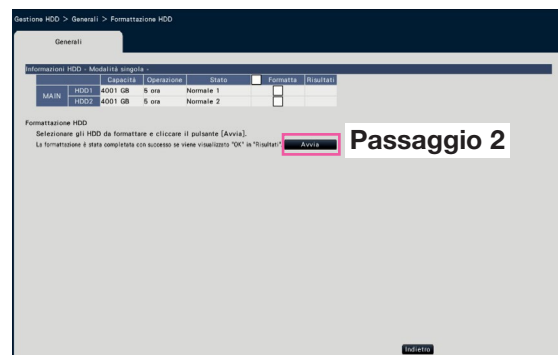 Gestione HDD > Generali > Formattazione HDD
Generali
Informazioni HDD - Modalità singola -
Capacità Operazione Stato Formatta Risultati
MAIN HDD1 4001 GB 5 ora Normale 1
HDD2 4001 GB 5 ora Normale 2
Formattazione HDD
Selezionare gli HDD da formattare e cliccare il pulsante [Avvia].
La formattazione è stata completata con successo se viene visualizzato "OK" in "Risultati" Avvia
Passaggio 2
Indietro